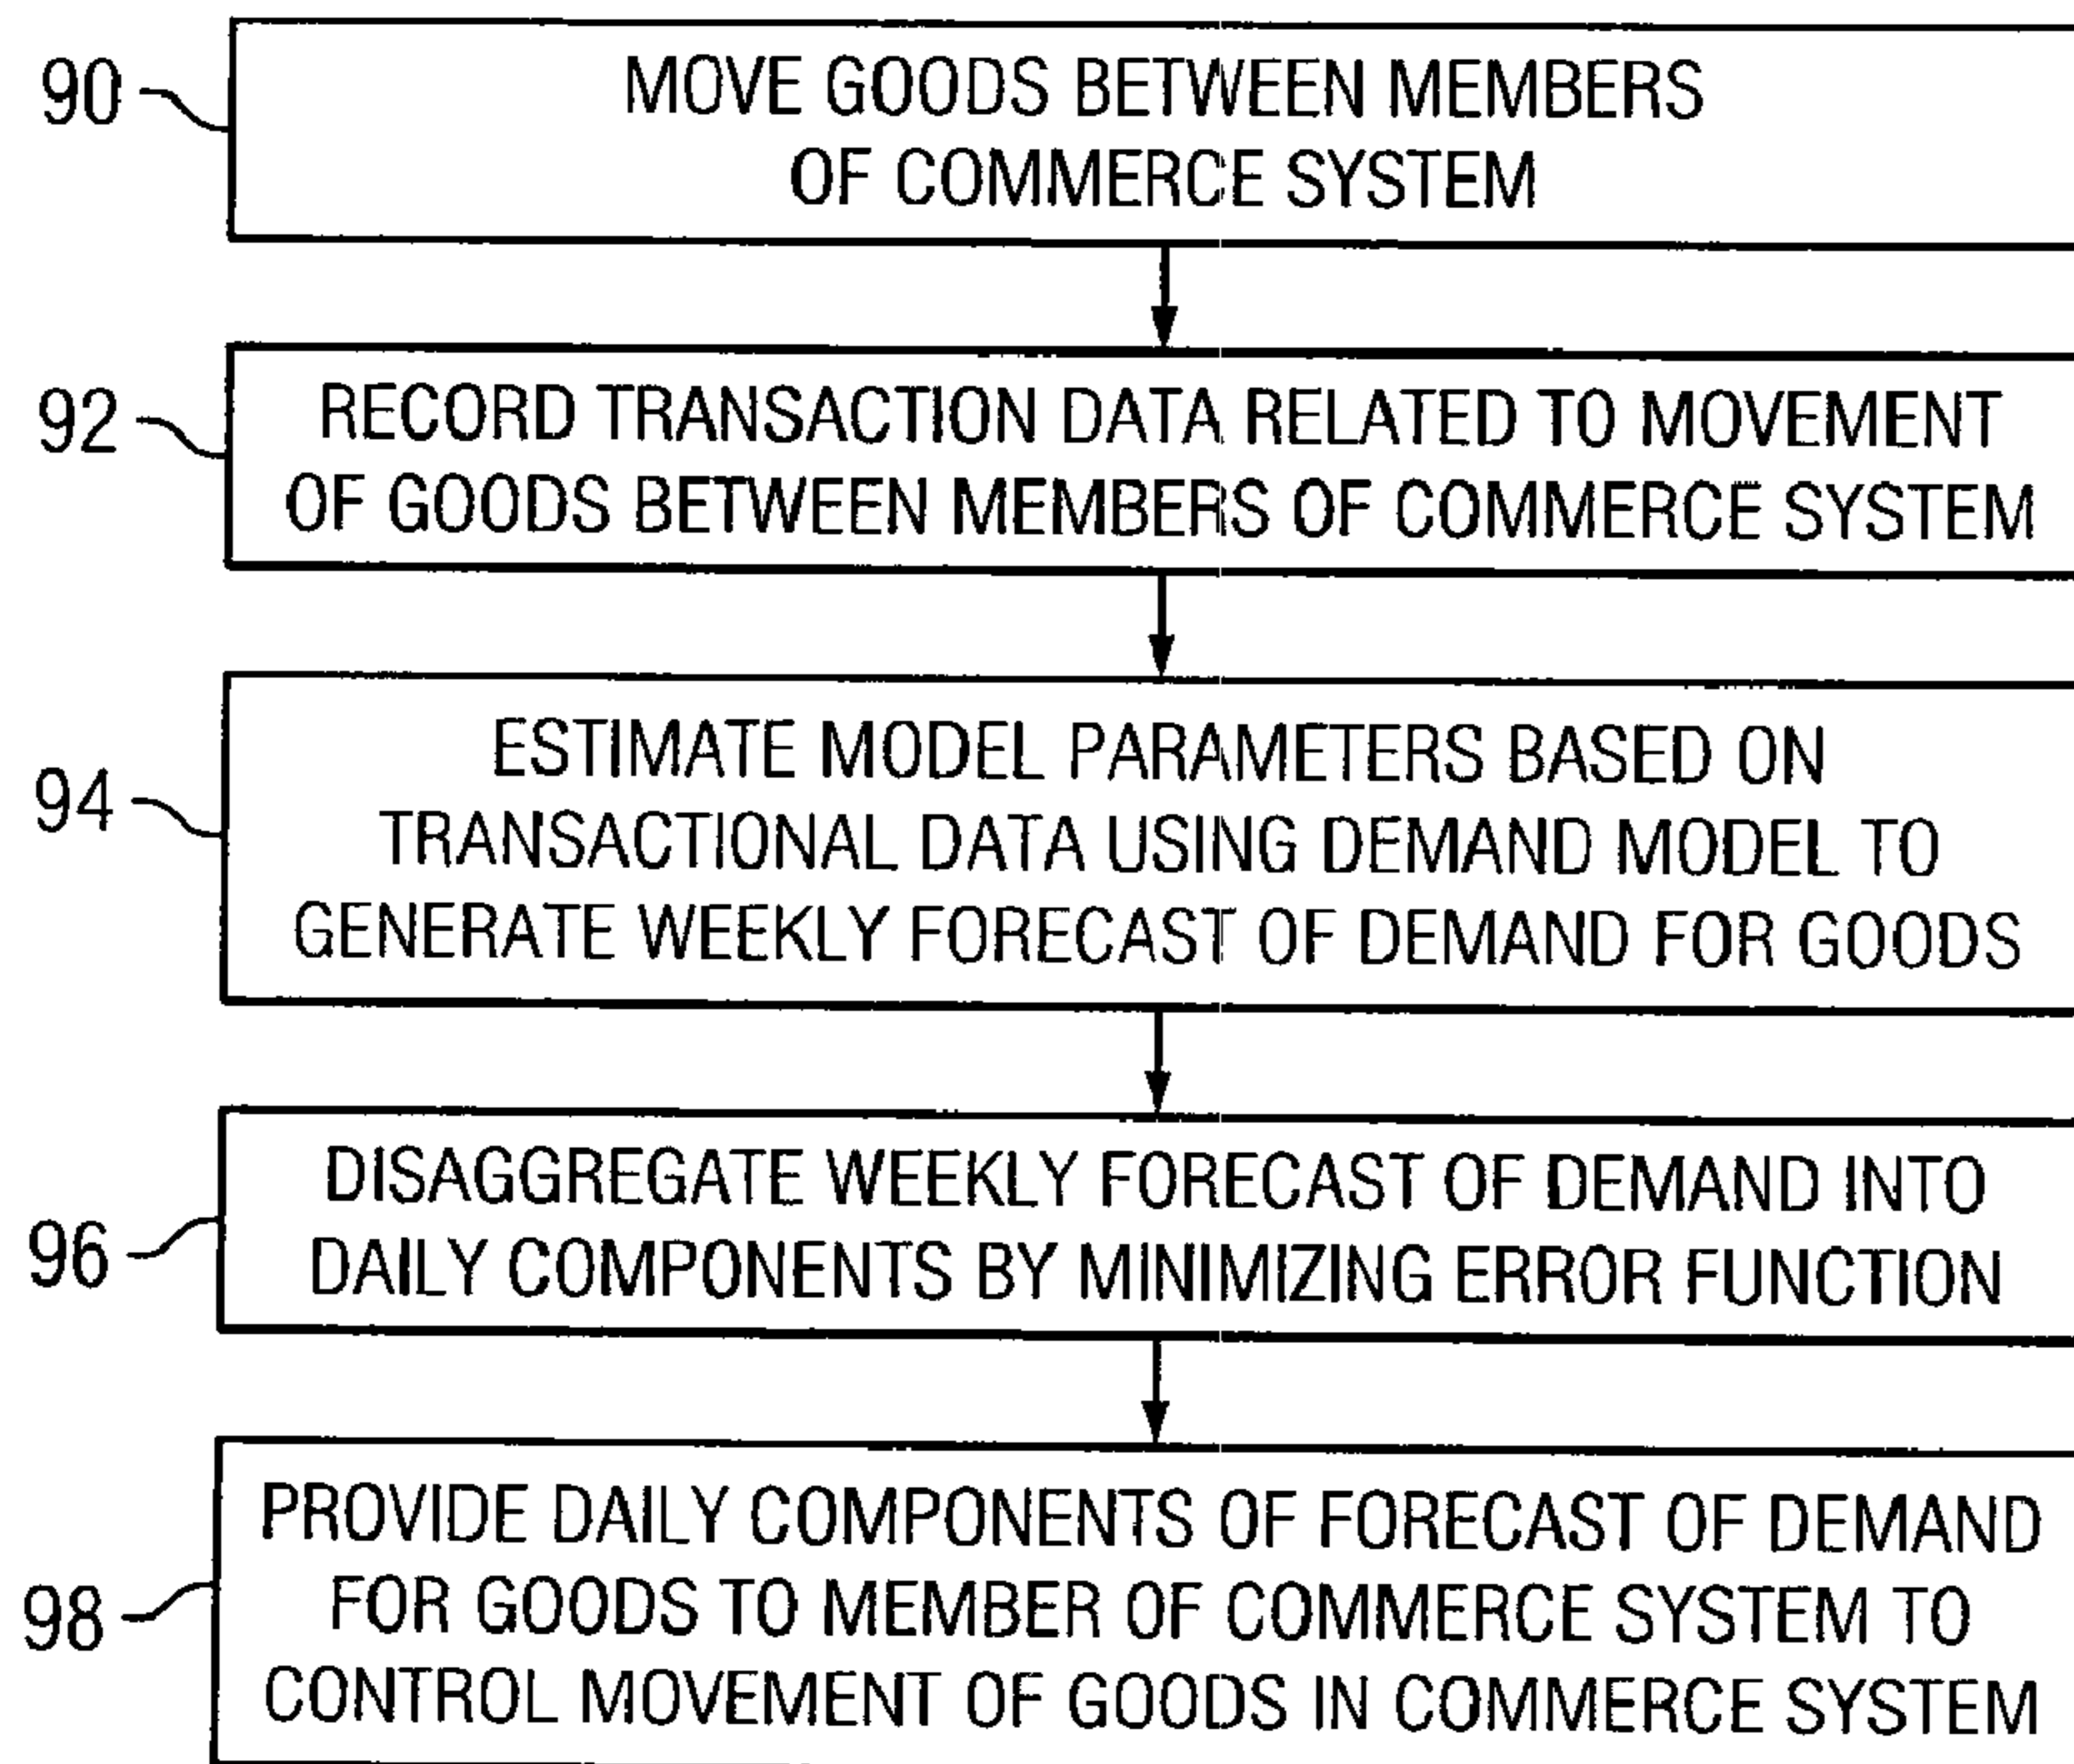 90
MOVE GOODS BETWEEN MEMBERS
OF COMMERCE SYSTEM
92
RECORD TRANSACTION DATA RELATED TO MOVEMENT
OF GOODS BETWEEN MEMBERS OF COMMERCE SYSTEM
94
ESTIMATE MODEL PARAMETERS BASED ON
TRANSACTIONAL DATA USING DEMAND MODEL TO
GENERATE WEEKLY FORECAST OF DEMAND FOR GOODS
96
DISAGGREGATE WEEKLY FORECAST OF DEMAND INTO
DAILY COMPONENTS BY MINIMIZING ERROR FUNCTION
98
PROVIDE DAILY COMPONENTS OF FORECAST OF DEMAND
FOR GOODS TO MEMBER OF COMMERCE SYSTEM TO
CONTROL MOVEMENT OF GOODS IN COMMERCE SYSTEM